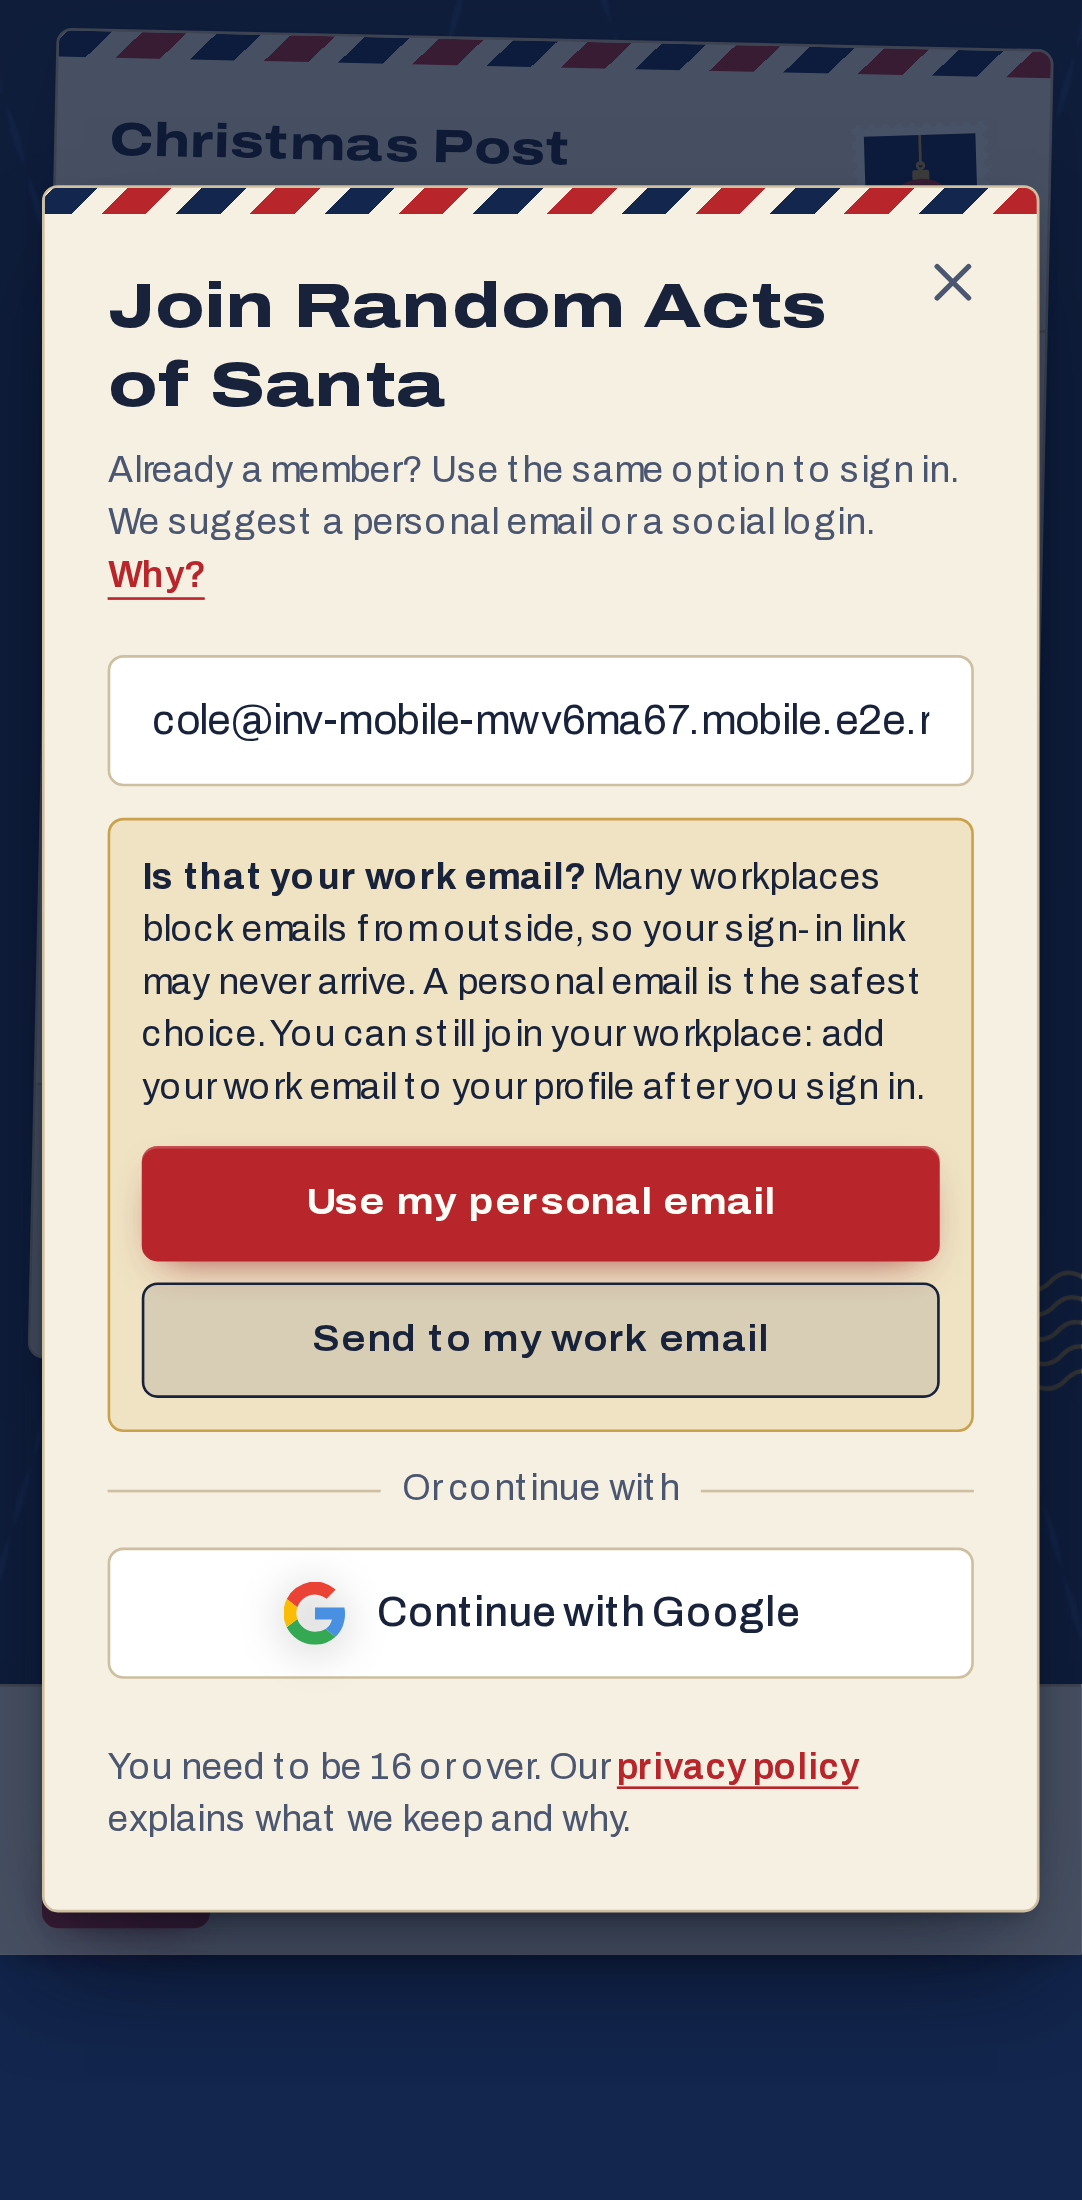 Christmas Post
Join Random Acts
of Santa
Already a member? Use the same option to sign in.
We suggest a personal email or a social login.
Why?
cole@inv-mobile-mwv6ma67.mobile.e2e.r
Is that your work email? Many workplaces
block emails from outside, so your sign-in link
may never arrive. A personal email is the safest
choice. You can still join your workplace: add
your work email to your profile after you sign in.
Use my personal email
Send to my work email
Or continue with
Continue with Google
You need to be 16 or over. Our privacy policy
explains what we keep and why.